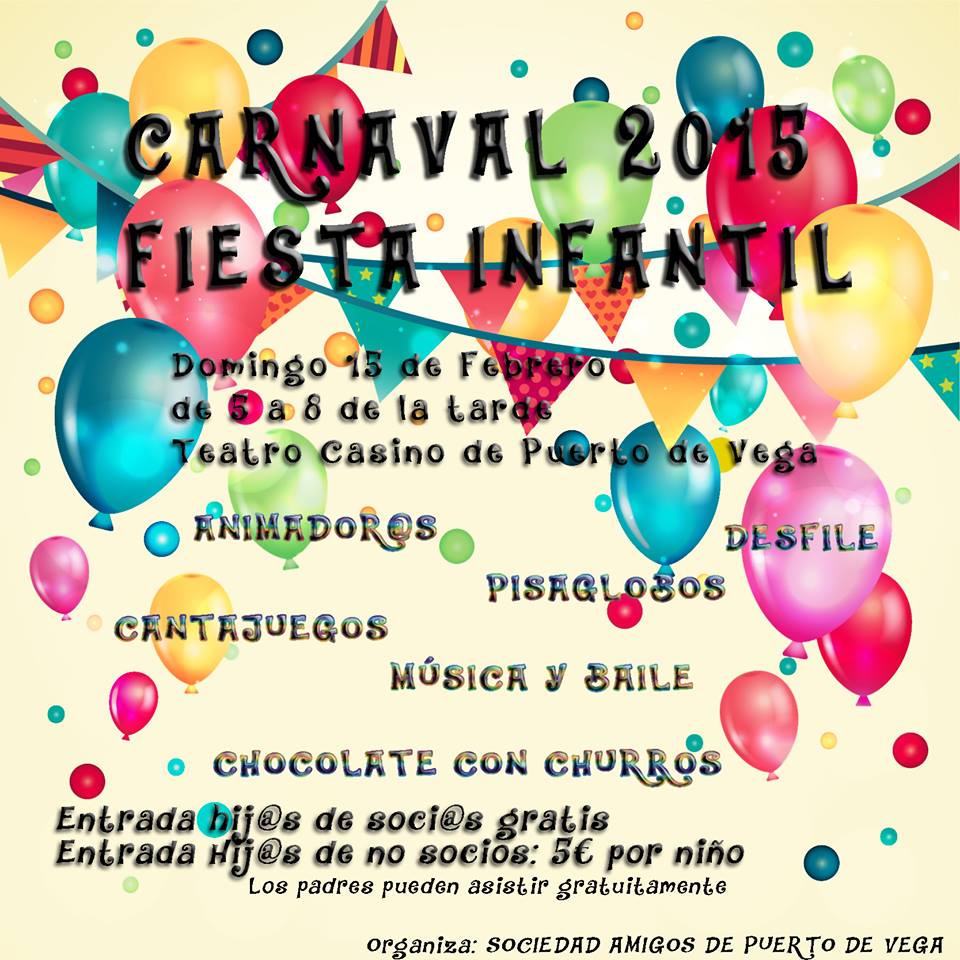 CARNAVAL 2015
FIESTA INFANTIL
Domingo 15 de Febrero
de 5 a 8 de la tarde
Teatro Casino de Puerto de Vega
ANIMADOR@S
DESFILE
PISAGLOBOS
CANTAJUEGOS
MÚSICA Y BAILE
CHOCOLATE CON CHURROS
Entrada hij@s de soci@s gratis
Entrada Hij@s de no socios: 5€ por niño
Los padres pueden asistir gratuitamente
organiza: SOCIEDAD AMIGOS DE PUERTO DE VEGA